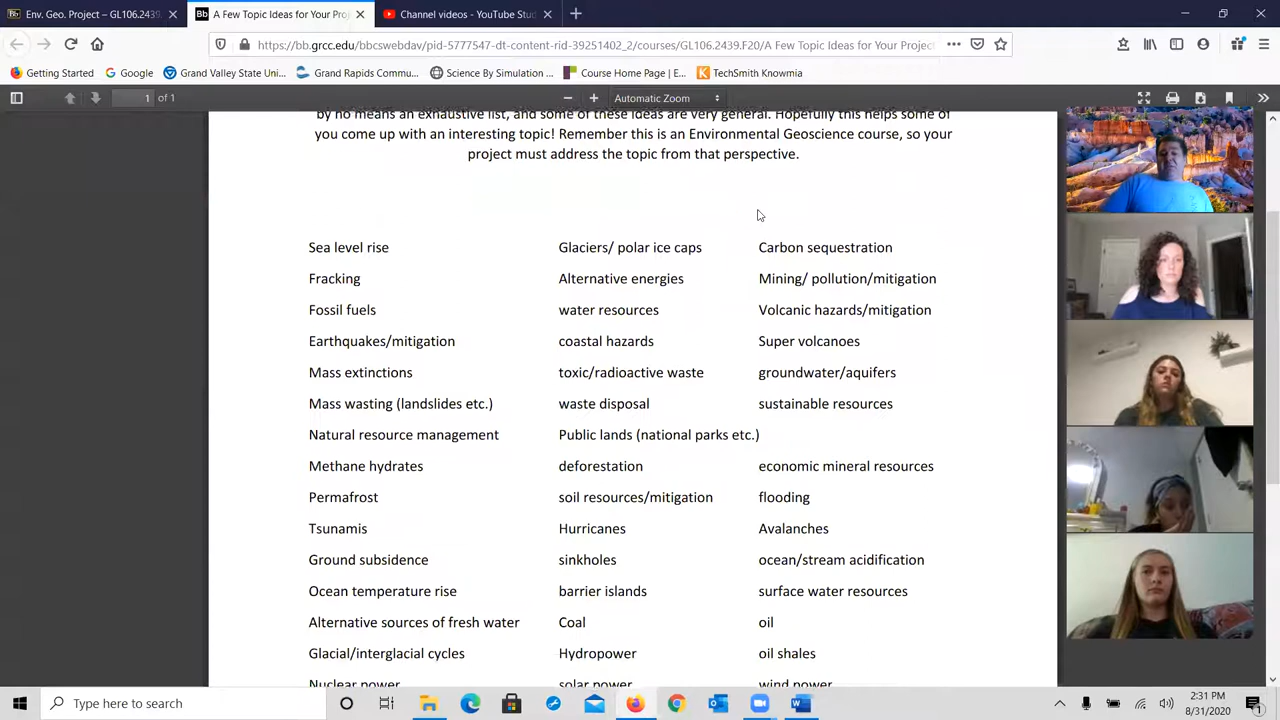 Env. Geo. Project – GL106.2439.
A Few Topic Ideas for Your Proj
Channel videos - YouTube Stud
https://bb.grcc.edu/bbcswebdav/pid-5777547-dt-content-rid-39251402_2/courses/GL106.2439.F20/A Few Topic Ideas for Your Project
Getting Started Google Grand Valley State Uni... Grand Rapids Commu... Science By Simulation ... Course Home Page | E... TechSmith Knowmia
1 of 1 Automatic Zoom
by no means an exhaustive list, and some of these ideas are very general. Hopefully this helps some of
you come up with an interesting topic! Remember this is an Environmental Geoscience course, so your
project must address the topic from that perspective.
Sea level rise Glaciers/ polar ice caps Carbon sequestration
Fracking Alternative energies Mining/ pollution/mitigation
Fossil fuels water resources Volcanic hazards/mitigation
Earthquakes/mitigation coastal hazards Super volcanoes
Mass extinctions toxic/radioactive waste groundwater/aquifers
Mass wasting (landslides etc.) waste disposal sustainable resources
Natural resource management Public lands (national parks etc.)
Methane hydrates deforestation economic mineral resources
Permafrost soil resources/mitigation flooding
Tsunamis Hurricanes Avalanches
Ground subsidence sinkholes ocean/stream acidification
Ocean temperature rise barrier islands surface water resources
Alternative sources of fresh water Coal oil
Glacial/interglacial cycles Hydropower oil shales
Nuclear power solar power wind power
Type here to search
2:31 PM
8/31/2020